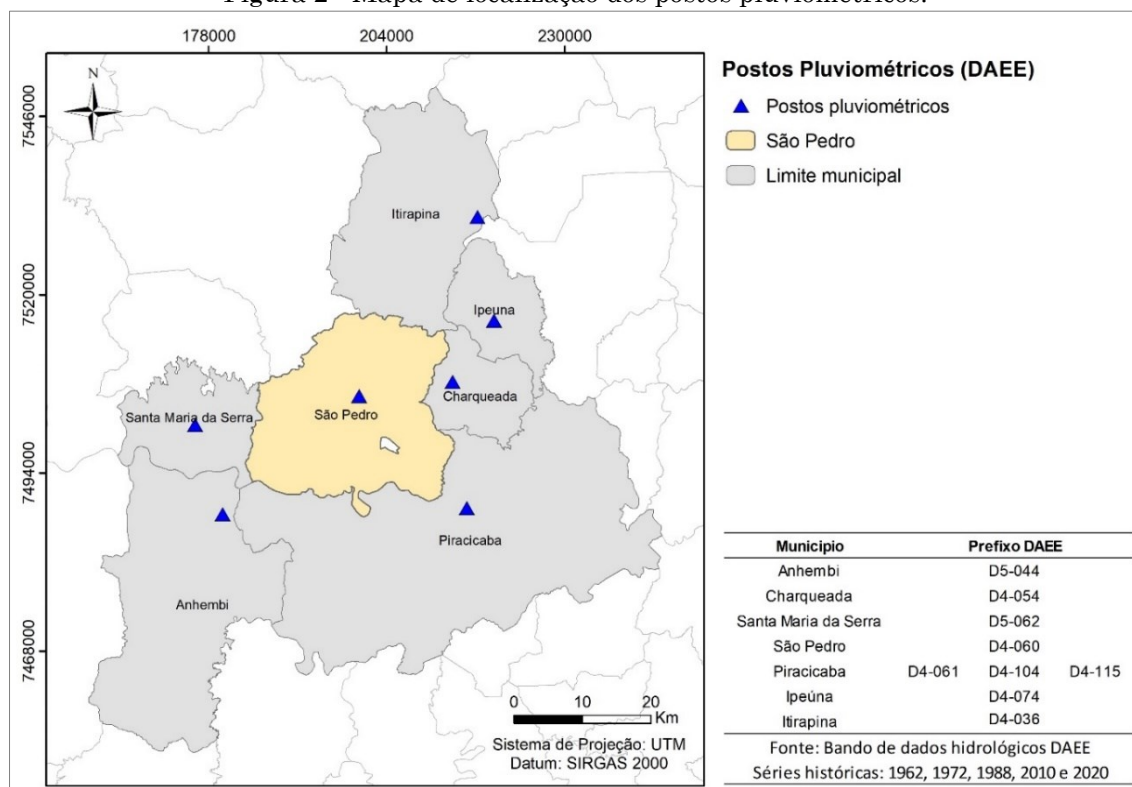 Figura 2 - Mapa de localização dos postos pluviométricos.
178000 204000 230000
N
7546000
7520000
7494000
7468000
Itirapina
Ipeuna
Charqueada
São Pedro
Santa Maria da Serra
Piracicaba
Anhembi
0 10 20
Km
Sistema de Projeção: UTM
Datum: SIRGAS 2000
Postos Pluviométricos (DAEE)
Postos pluviométricos
São Pedro
Limite municipal
Municipio Prefixo DAEE
Anhembi D5-044
Charqueada D4-054
Santa Maria da Serra D5-062
São Pedro D4-060
Piracicaba D4-061 D4-104 D4-115
Ipeúna D4-074
Itirapina D4-036
Fonte: Bando de dados hidrológicos DAEE
Séries históricas: 1962, 1972, 1988, 2010 e 2020